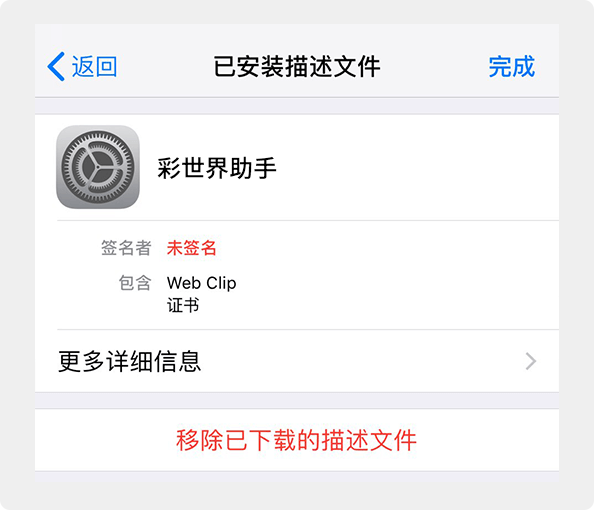 返回 已安装描述文件 完成
彩世界助手
签名者 未签名
包含 Web Clip
证书
更多详细信息
移除已下载的描述文件